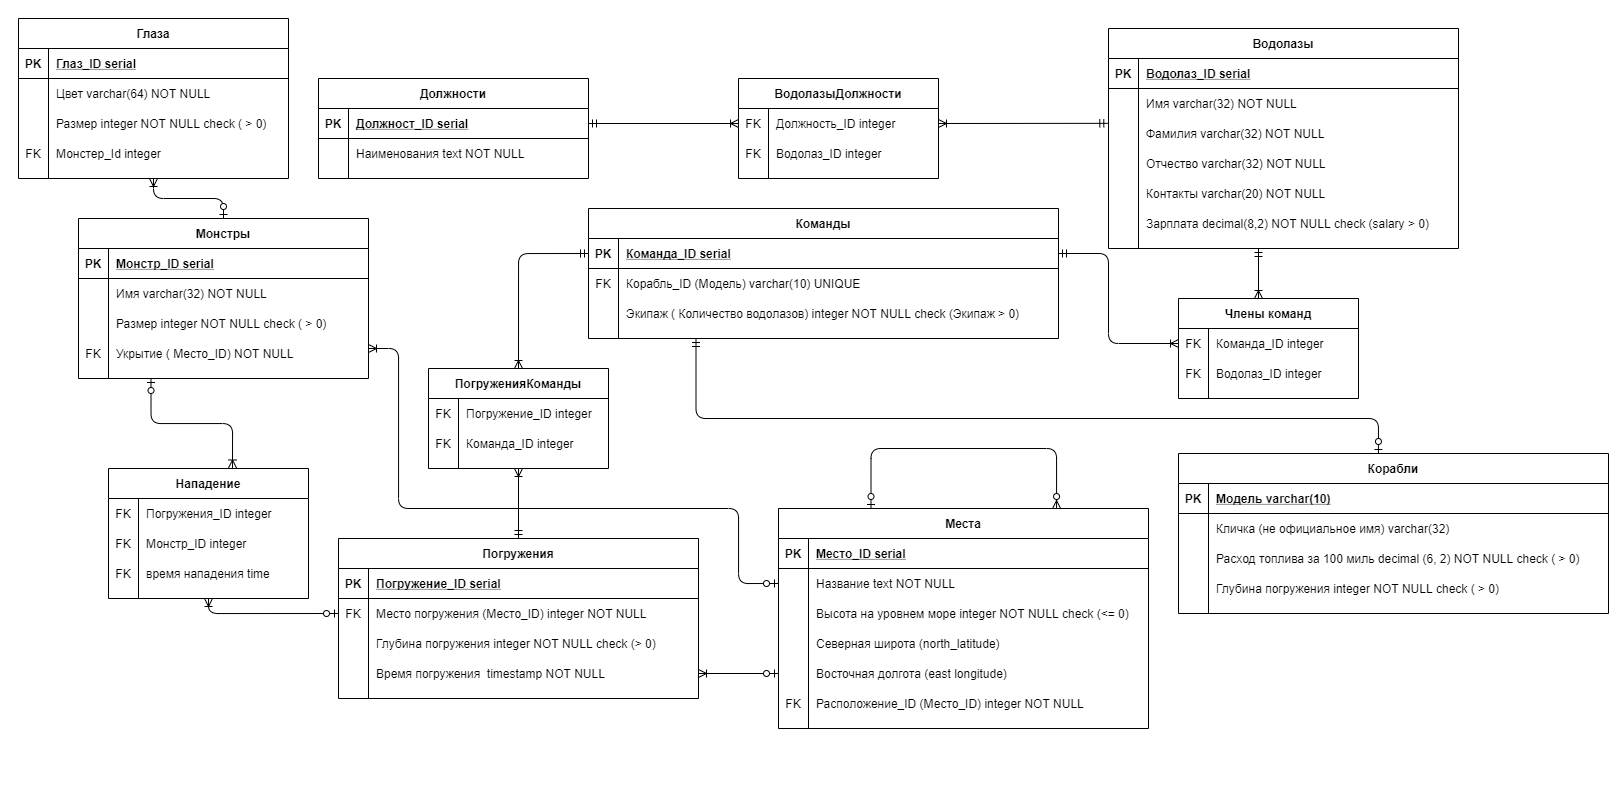 Глаза
PK Глаз_ID serial
Цвет varchar(64) NOT NULL
Размер integer NOT NULL check ( > 0)
FK Монстер_Id integer
Должности
PK Должност_ID serial
Наименования text NOT NULL
ВодолазыДолжности
FK Должность_ID integer
FK Водолаз_ID integer
Водолазы
PK Водолаз_ID serial
Имя varchar(32) NOT NULL
Фамилия varchar(32) NOT NULL
Отчество varchar(32) NOT NULL
Контакты varchar(20) NOT NULL
Зарплата decimal(8,2) NOT NULL check (salary > 0)
Монстры
PK Монстр_ID serial
Имя varchar(32) NOT NULL
Размер integer NOT NULL check ( > 0)
FK Укрытие ( Место_ID) NOT NULL
Команды
PK Команда_ID serial
FK Корабль_ID (Модель) varchar(10) UNIQUE
Экипаж ( Количество водолазов) integer NOT NULL check (Экипаж > 0)
Члены команд
FK Команда_ID integer
FK Водолаз_ID integer
ПогруженияКоманды
FK Погружение_ID integer
FK Команда_ID integer
Нападение
FK Погружения_ID integer
FK Монстр_ID integer
FK время нападения time
Погружения
PK Погружение_ID serial
FK Место погружения (Место_ID) integer NOT NULL
Глубина погружения integer NOT NULL check (> 0)
Время погружения  timestamp NOT NULL
Места
PK Место_ID serial
Название text NOT NULL
Высота на уровнем море integer NOT NULL check (<= 0)
Северная широта (north_latitude)
Восточная долгота (east longitude)
FK Расположение_ID (Место_ID) integer NOT NULL
Корабли
PK Модель varchar(10)
Кличка (не официальное имя) varchar(32)
Расход топлива за 100 миль decimal (6, 2) NOT NULL check ( > 0)
Глубина погружения integer NOT NULL check ( > 0)